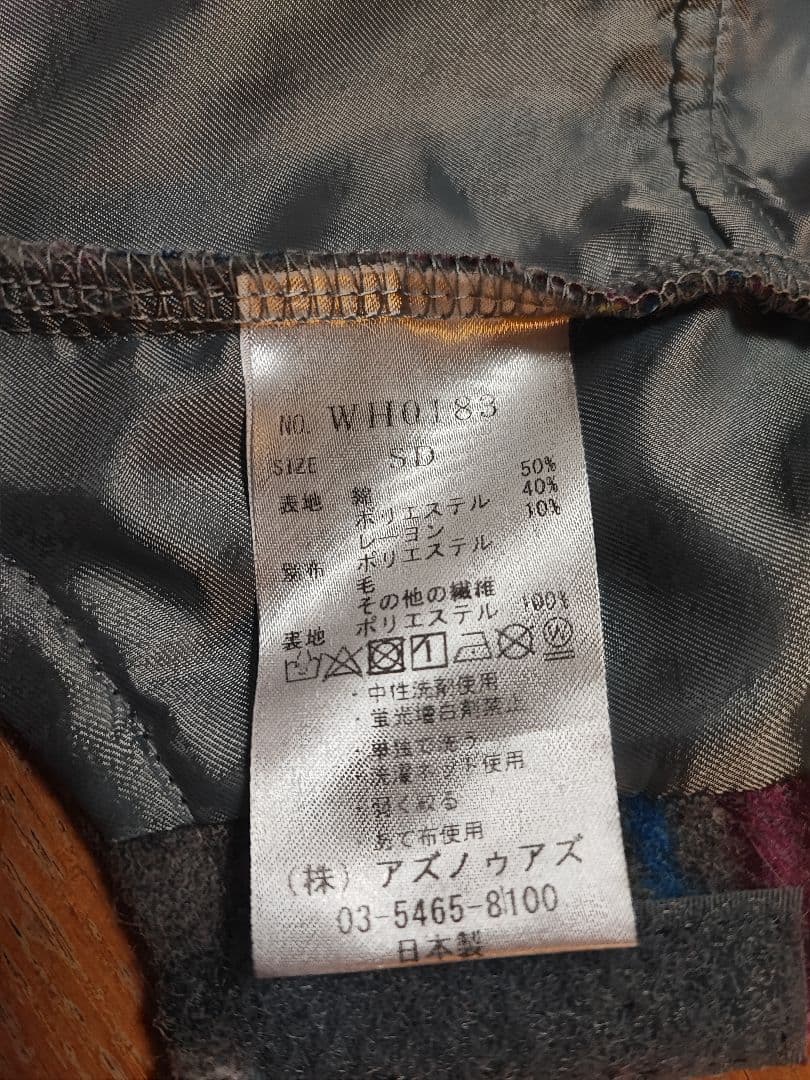 NO. WH0183
SIZE SD
表地 綿 50%
ポリエステル 40%
レーヨン 10%
別布 ポリエステル
毛
その他の繊維
裏地 ポリエステル 100%
・中性洗剤使用
・蛍光増白剤禁止
・単独で洗う
・洗濯ネット使用
・弱く絞る
・あて布使用
(株) アズノゥアズ
03-5465-8100
日本製